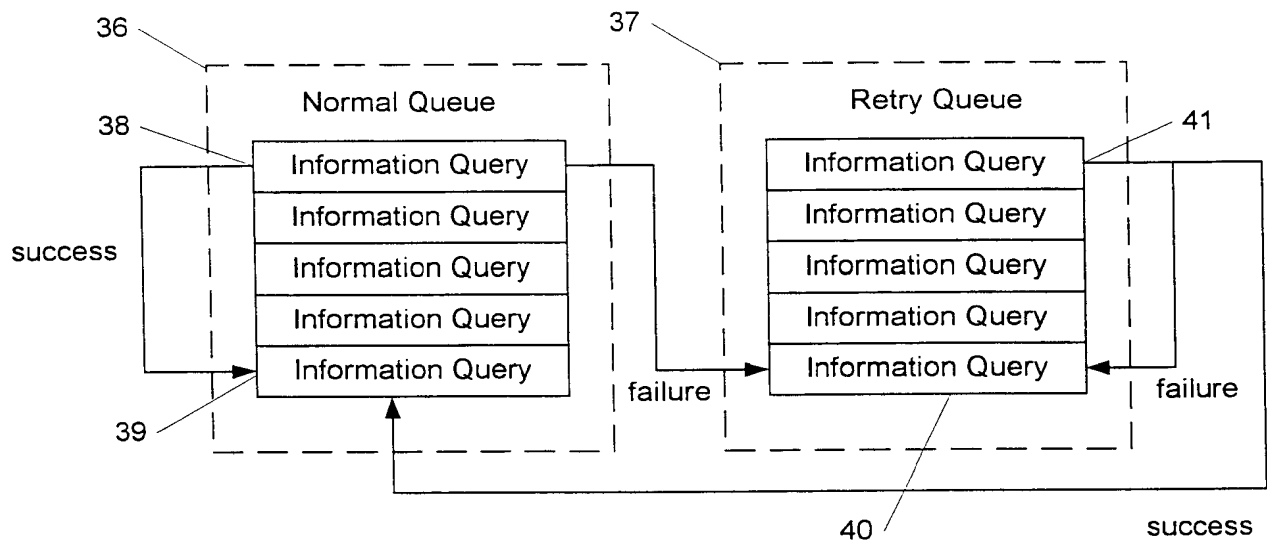 36
37
Normal Queue
Retry Queue
38
41
Information Query
Information Query
Information Query
Information Query
Information Query
Information Query
Information Query
Information Query
Information Query
Information Query
success
failure
failure
39
40
success